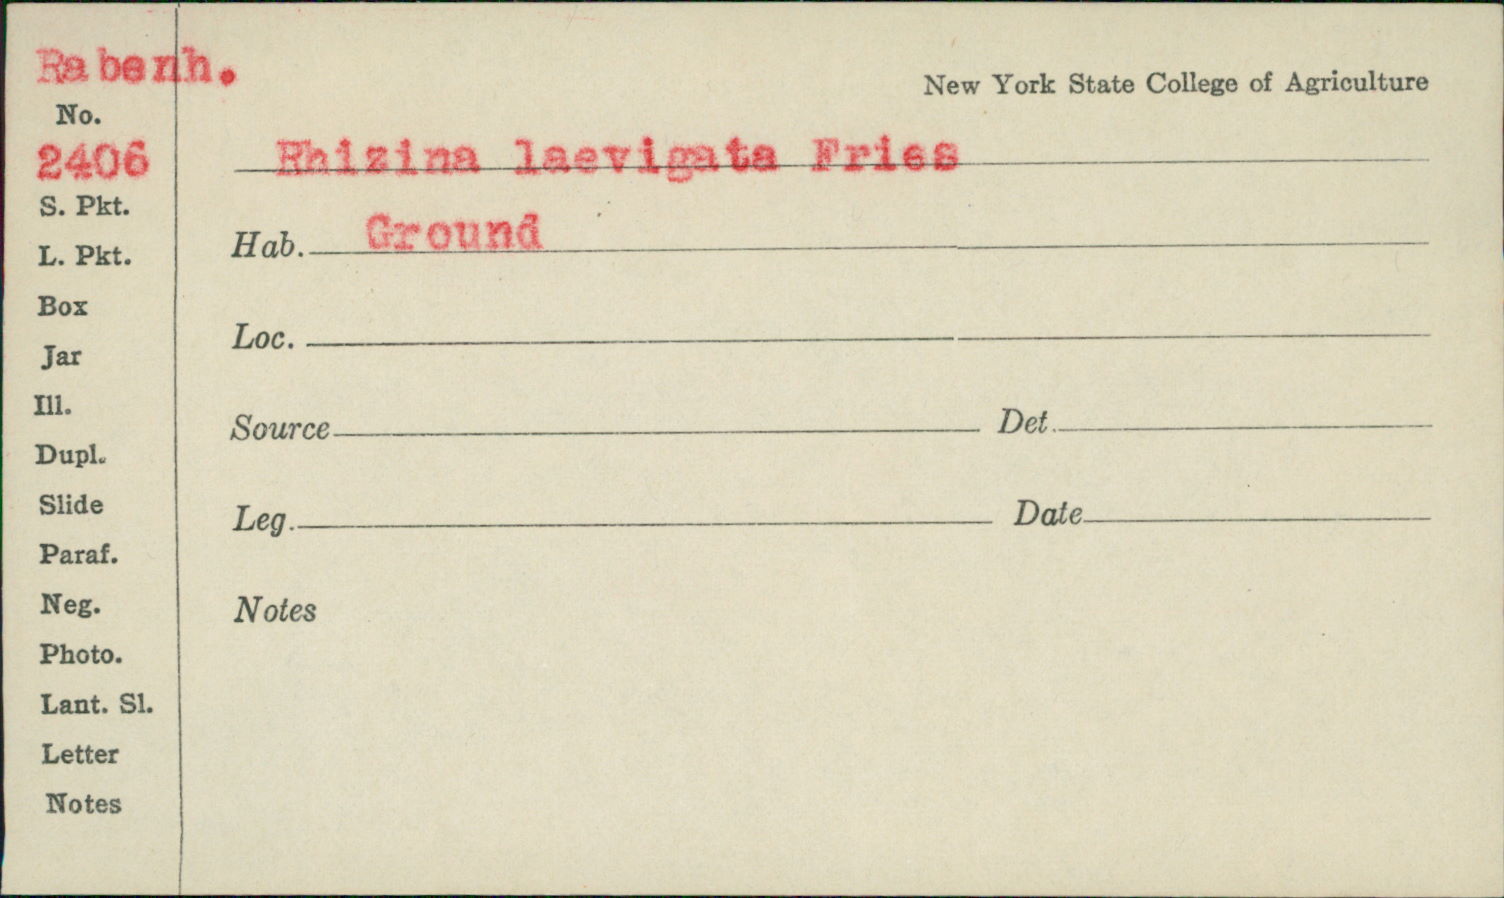 Rabenh.
New York State College of Agriculture
No.
2406
Rhizina laevigata Fries
S. Pkt.
Hab. Ground
L. Pkt.
Box
Loc.
Jar
Ill.
Source Det.
Dupl.
Slide
Leg. Date
Paraf.
Neg.
Notes
Photo.
Lant. Sl.
Letter
Notes